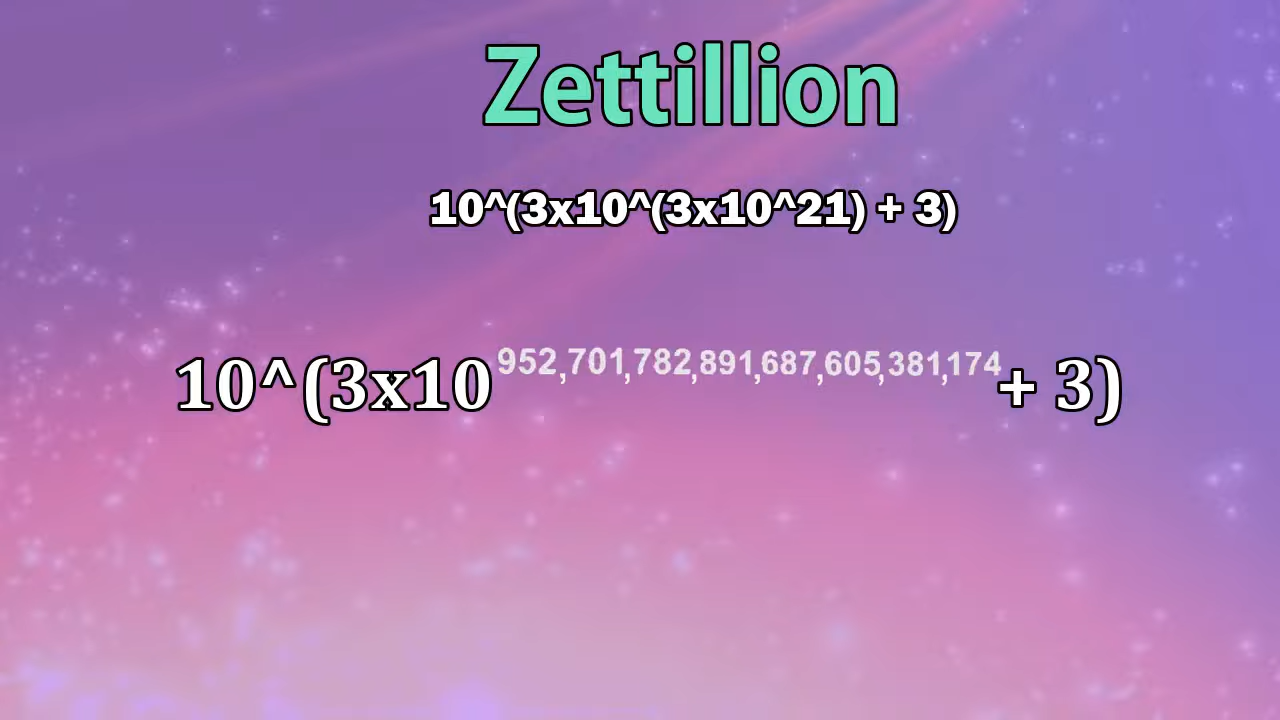 Zettillion
10^(3x10^(3x10^21) + 3)
10^(3x10^952,701,782,891,687,605,381,174 + 3)